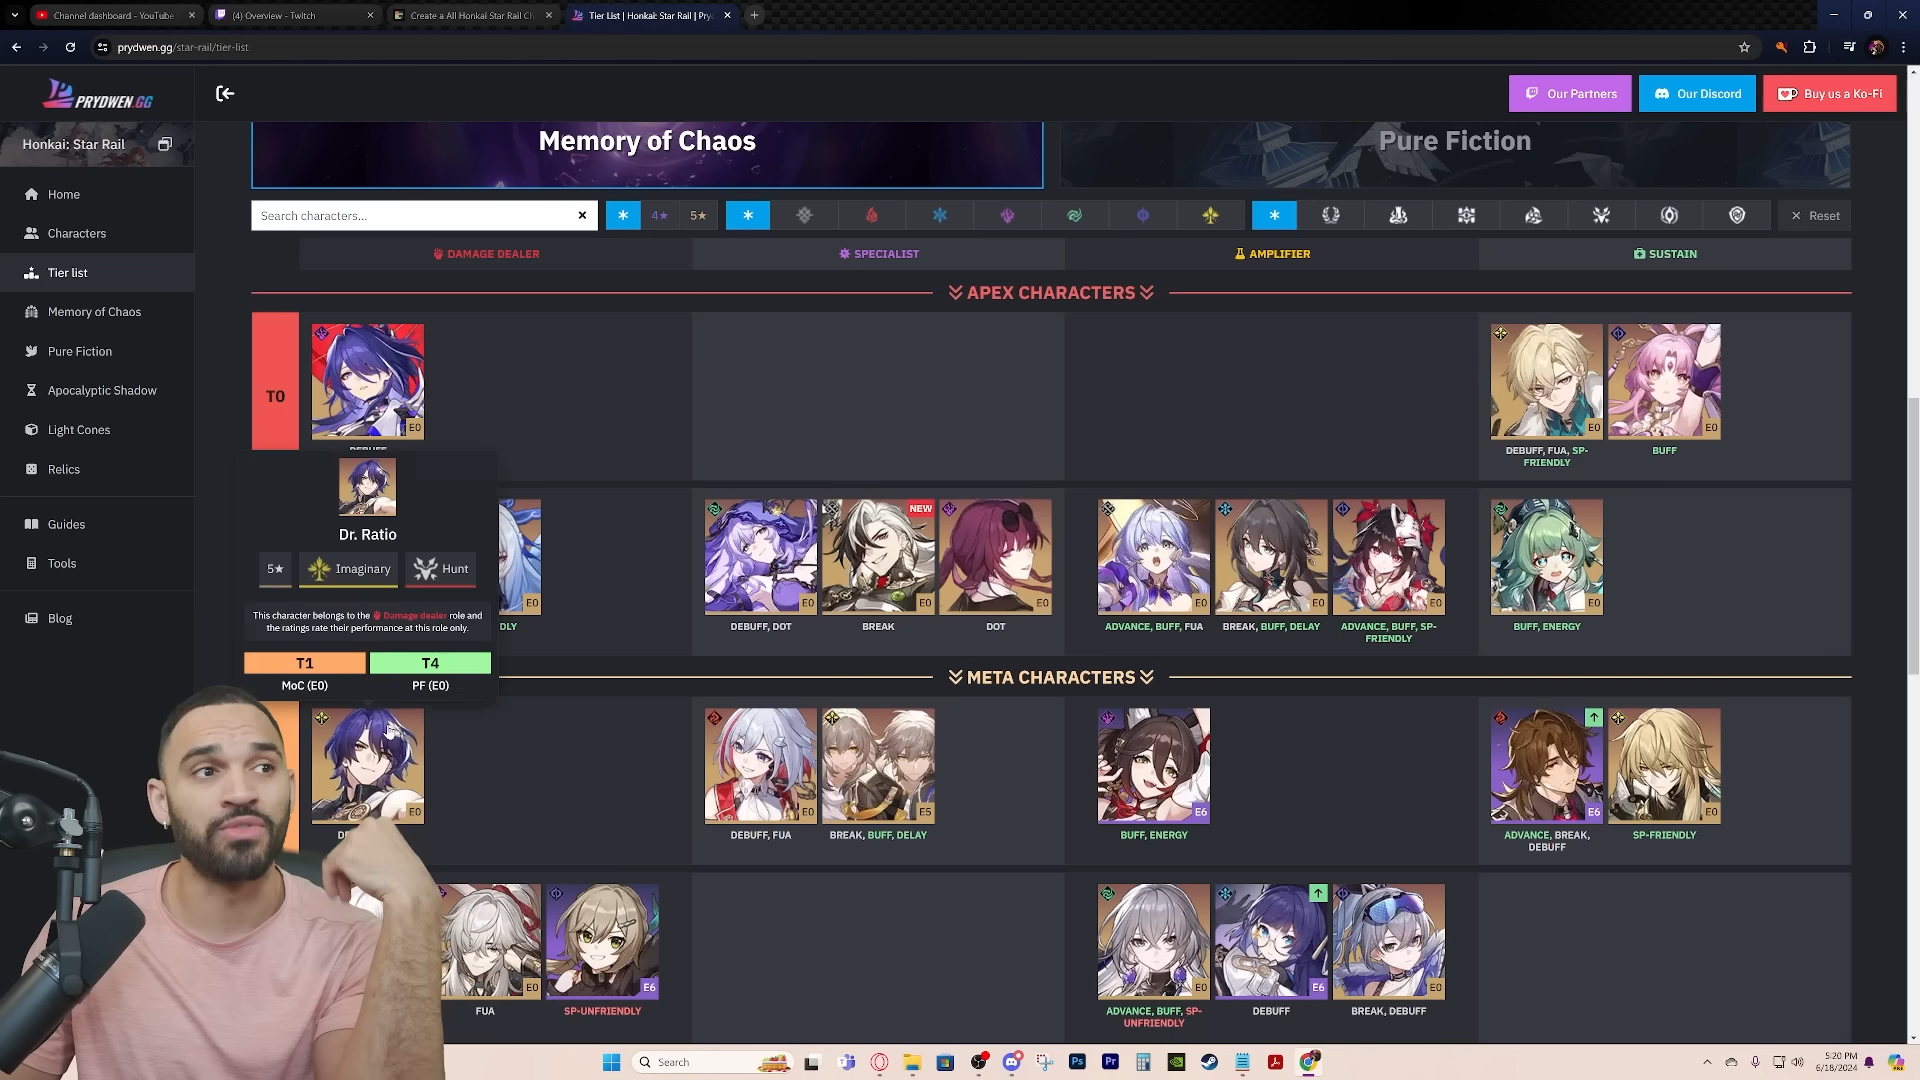 Channel dashboard - YouTube
(4) Overview - Twitch
Create a All Honkai Star Rail Ch
Tier List | Honkai: Star Rail | Pry
prydwen.gg/star-rail/tier-list
PRYDWEN.GG
Our Partners
Our Discord
Buy us a Ko-Fi
Honkai: Star Rail
Home
Characters
Tier list
Memory of Chaos
Pure Fiction
Apocalyptic Shadow
Light Cones
Relics
Guides
Tools
Blog
Memory of Chaos
Pure Fiction
Search characters...
4★
5★
Reset
DAMAGE DEALER
SPECIALIST
AMPLIFIER
SUSTAIN
APEX CHARACTERS
T0
E0
E0
E0
DEBUFF
DEBUFF, FUA, SP-
FRIENDLY
BUFF
Dr. Ratio
5★
Imaginary
Hunt
This character belongs to the Damage dealer role and
the ratings rate their performance at this role only.
T1
MoC (E0)
T4
PF (E0)
NEW
E0
E0
E0
E0
E0
E0
E0
E0
DLY
DEBUFF, DOT
BREAK
DOT
ADVANCE, BUFF, FUA
BREAK, BUFF, DELAY
ADVANCE, BUFF, SP-
FRIENDLY
BUFF, ENERGY
META CHARACTERS
E0
E0
E5
E6
E6
E0
DEBUFF, FUA
BREAK, BUFF, DELAY
BUFF, ENERGY
ADVANCE, BREAK,
DEBUFF
SP-FRIENDLY
E0
E6
E0
E6
E0
FUA
SP-UNFRIENDLY
ADVANCE, BUFF, SP-
UNFRIENDLY
DEBUFF
BREAK, DEBUFF
Search
Ps
Pr
5:20 PM
6/18/2024